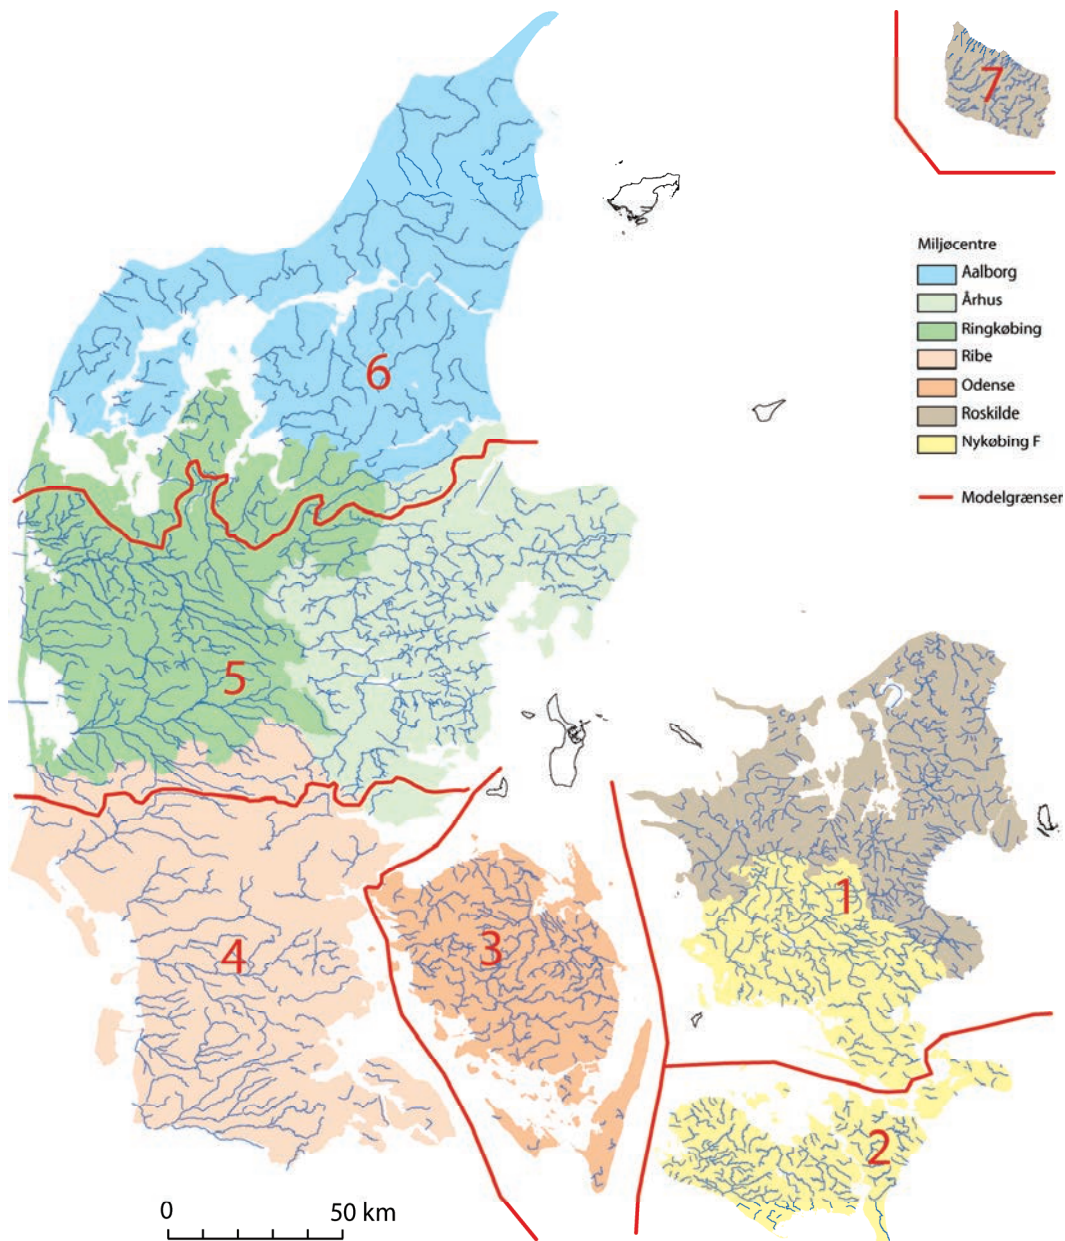 7
Miljøcentre
Aalborg
Århus
Ringkøbing
Ribe
Odense
Roskilde
Nykøbing F
Modelgrænser
6
5
1
3
4
2
0
50 km